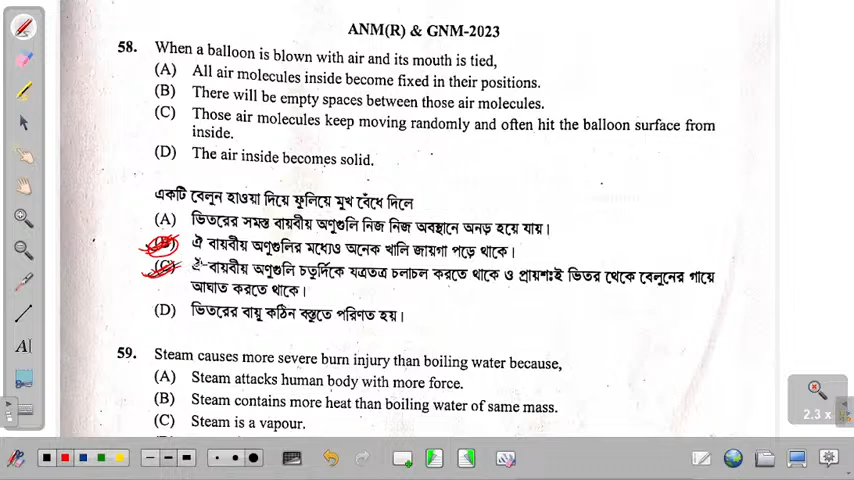 ANM(R) & GNM-2023
58. When a balloon is blown with air and its mouth is tied,
(A) All air molecules inside become fixed in their positions.
(B) There will be empty spaces between those air molecules.
(C) Those air molecules keep moving randomly and often hit the balloon surface from
inside.
(D) The air inside becomes solid.
একটি বেলুন হাওয়া দিয়ে ফুলিয়ে মুখ বেঁধে দিলে
(A) ভিতরের সমস্ত বায়বীয় অণুগুলি নিজ নিজ অবস্থানে অনড় হয়ে যায়।
(B) ঐ বায়বীয় অণুগুলির মধ্যেও অনেক খালি জায়গা পড়ে থাকে।
(C) ঐ বায়বীয় অণুগুলি চতুর্দিকে যত্রতত্র চলাচল করতে থাকে ও প্রায়শঃই ভিতর থেকে বেলুনের গায়ে
আঘাত করতে থাকে।
(D) ভিতরের বায়ু কঠিন বস্তুতে পরিণত হয়।
59. Steam causes more severe burn injury than boiling water because,
(A) Steam attacks human body with more force.
(B) Steam contains more heat than boiling water of same mass.
(C) Steam is a vapour.
A
2.3 x